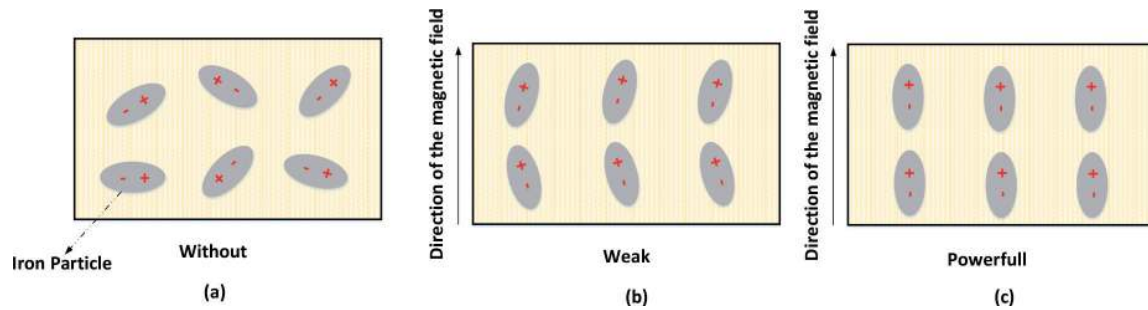 Without
Iron Particle
(a)
Direction of the magnetic field
Weak
(b)
Direction of the magnetic field
Powerfull
(c)